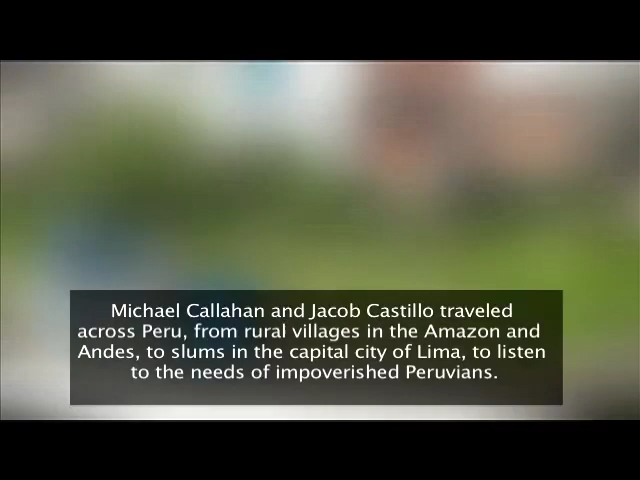 Michael Callahan and Jacob Castillo traveled
across Peru, from rural villages in the Amazon and
Andes, to slums in the capital city of Lima, to listen
to the needs of impoverished Peruvians.